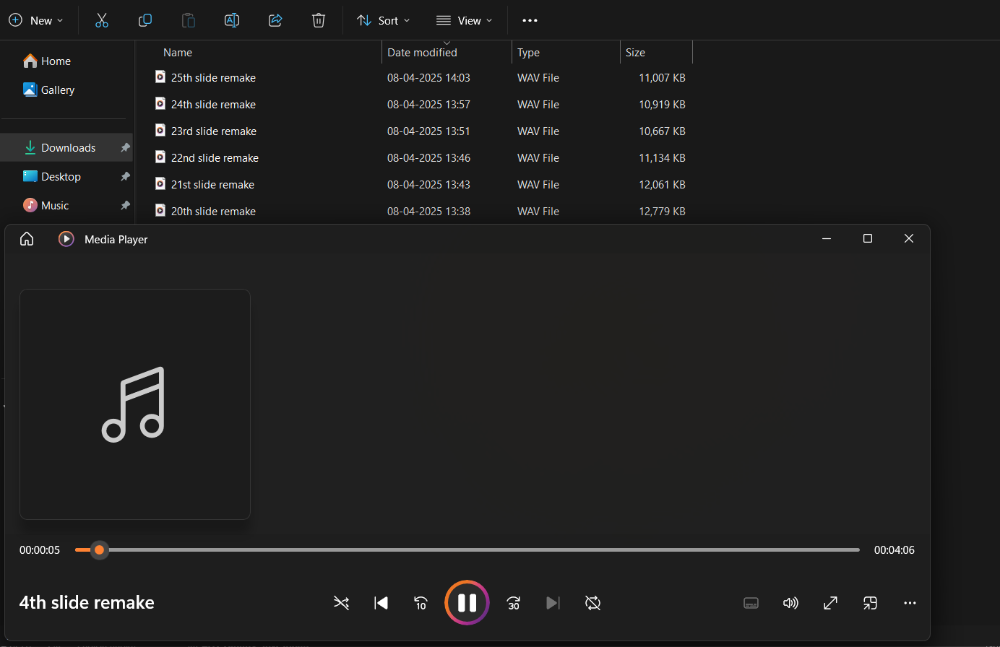 New Sort View
Name Date modified Type Size
Home
25th slide remake 08-04-2025 14:03 WAV File 11,007 KB
Gallery
24th slide remake 08-04-2025 13:57 WAV File 10,919 KB
23rd slide remake 08-04-2025 13:51 WAV File 10,667 KB
Downloads
22nd slide remake 08-04-2025 13:46 WAV File 11,134 KB
Desktop
21st slide remake 08-04-2025 13:43 WAV File 12,061 KB
Music
20th slide remake 08-04-2025 13:38 WAV File 12,779 KB
Media Player
00:00:05 00:04:06
4th slide remake 10 30